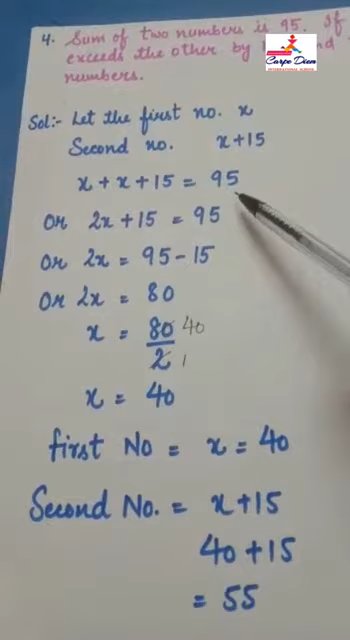 4. Sum of two numbers is 95. If
exceeds the other by
numbers.
Carpe Diem
INTERNATIONAL SCHOOL
Sol:- Let the first no. x
Second no. x+15
x + x + 15 = 95
or 2x + 15 = 95
or 2x = 95 - 15
or 2x = 80
x = 80/2 40 1
x = 40
first No = x = 40
Second No. = x+15
40+15
= 55